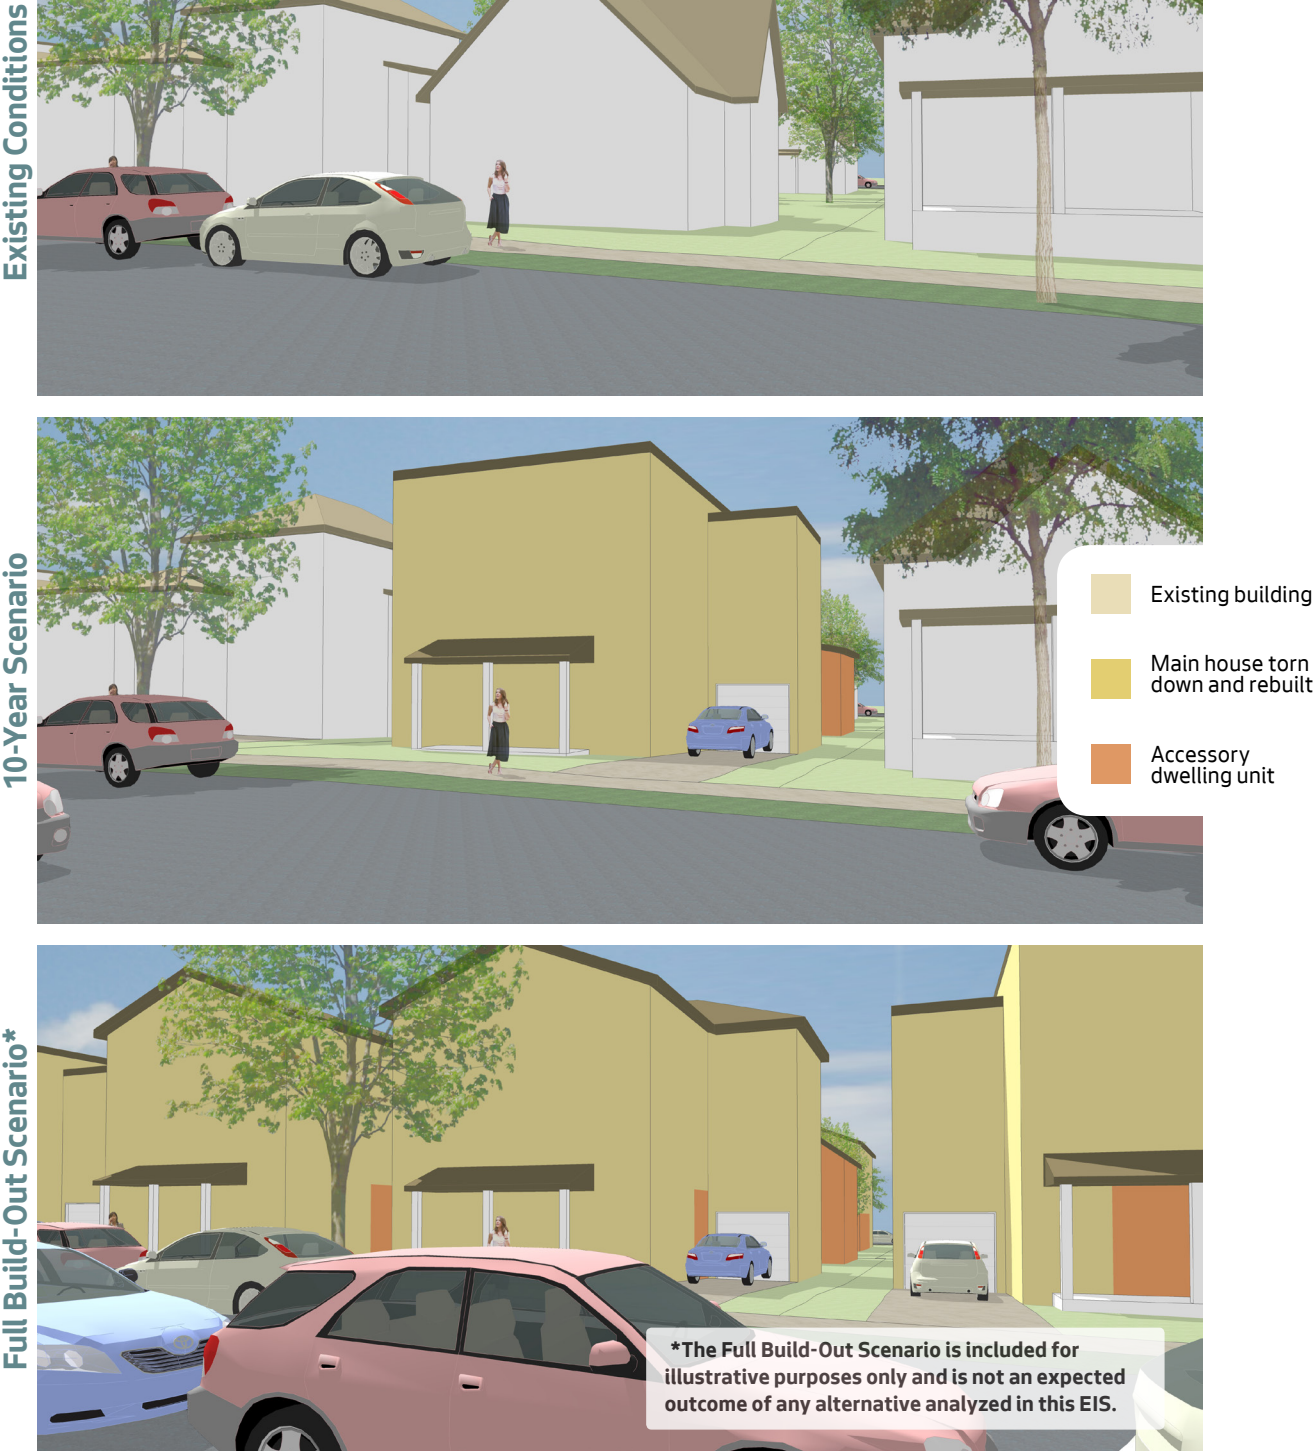 Existing Conditions
10-Year Scenario
Existing building
Main house torn
down and rebuilt
Accessory
dwelling unit
Full Build-Out Scenario*
*The Full Build-Out Scenario is included for
illustrative purposes only and is not an expected
outcome of any alternative analyzed in this EIS.